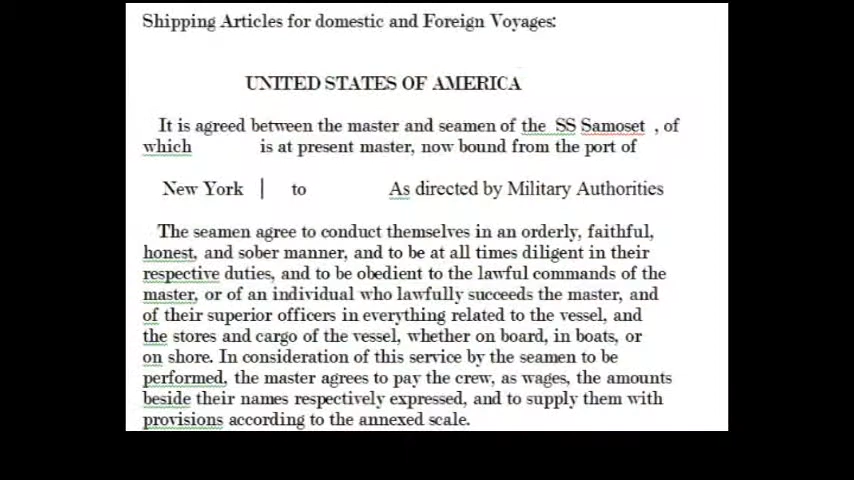 Shipping Articles for domestic and Foreign Voyages:
UNITED STATES OF AMERICA
It is agreed between the master and seamen of the SS Samoset , of
which is at present master, now bound from the port of
New York | to As directed by Military Authorities
The seamen agree to conduct themselves in an orderly, faithful,
honest, and sober manner, and to be at all times diligent in their
respective duties, and to be obedient to the lawful commands of the
master, or of an individual who lawfully succeeds the master, and
of their superior officers in everything related to the vessel, and
the stores and cargo of the vessel, whether on board, in boats, or
on shore. In consideration of this service by the seamen to be
performed, the master agrees to pay the crew, as wages, the amounts
beside their names respectively expressed, and to supply them with
provisions according to the annexed scale.